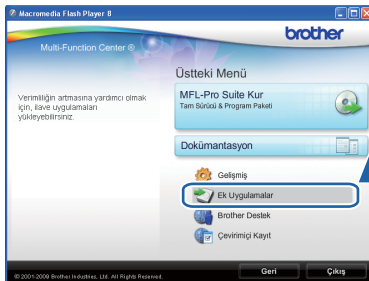 Macromedia Flash Player 8
brother
Multi-Function Center ®
Üstteki Menü
Verimliliğin artmasına yardımcı olmak
için, ilave uygulamaları
yükleyebilirsiniz.
MFL-Pro Suite Kur
Tam Sürücü & Program Paketi
Dokümantasyon
Gelişmiş
Ek Uygulamalar
Brother Destek
Çevirimiçi Kayıt
© 2001-2009 Brother Industries, Ltd. All Rights Reserved.
Geri
Çıkış